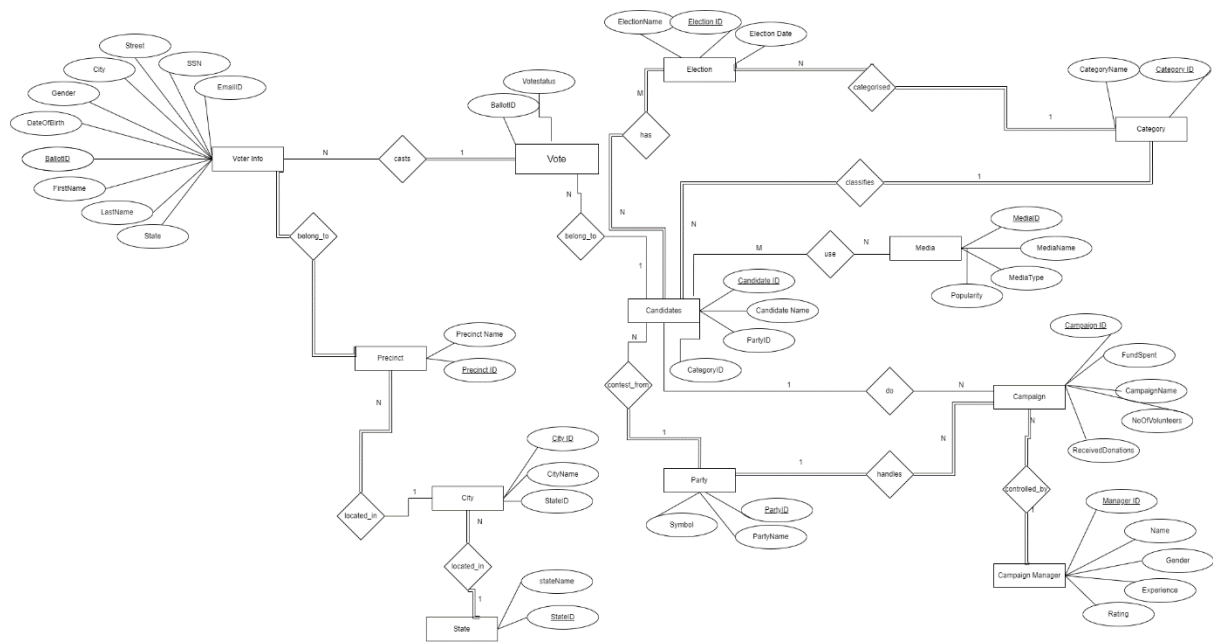 ElectionName
Election ID
Election Date
Election
Street
City
SSN
EmailID
Gender
DateOfBirth
BallotID
FirstName
LastName
State
Voter Info
N
casts
1
Votestatus
BallotID
Vote
M
has
N
N
categorised
1
CategoryName
Category ID
Category
classifies
1
N
N
belong_to
1
belong_to
M
use
N
Media
MediaID
MediaName
MediaType
Popularity
Candidates
Candidate ID
Candidate Name
PartyID
CategoryID
Precinct
Precinct Name
Precinct ID
N
N
contest_from
1
1
do
N
Campaign
Campaign ID
FundSpent
CampaignName
NoOfVolunteers
ReceivedDonations
Party
1
handles
N
Symbol
PartyID
PartyName
N
controlled_by
1
Manager ID
Name
Gender
Experience
Rating
Campaign Manager
located_in
1
City
City ID
CityName
StateID
N
located_in
1
State
stateName
StateID